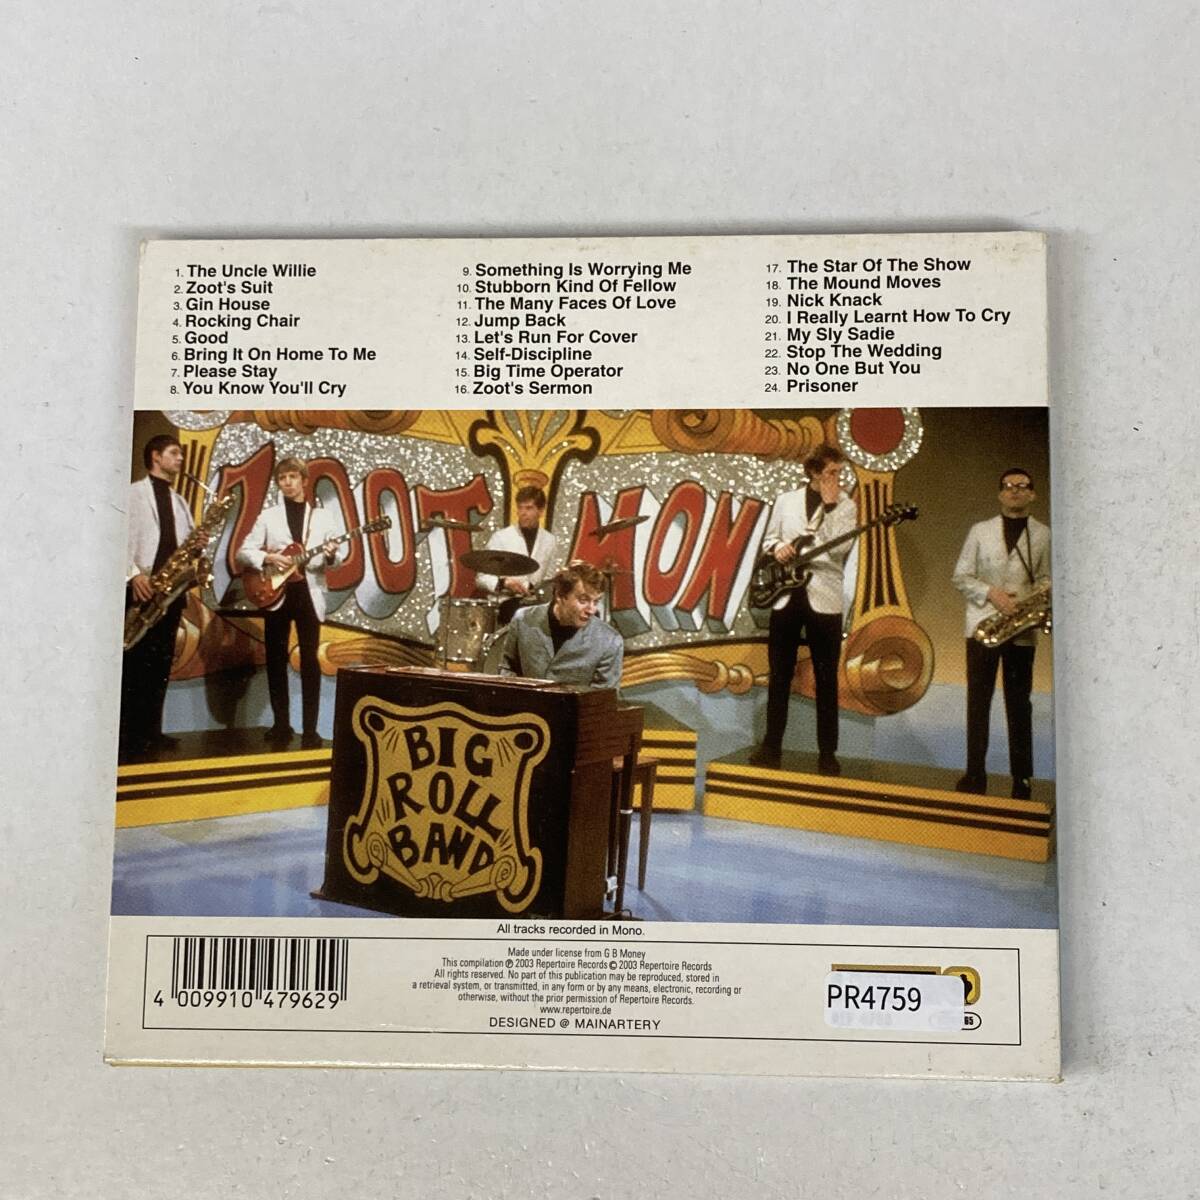 1. The Uncle Willie
2. Zoot's Suit
3. Gin House
4. Rocking Chair
5. Good
6. Bring It On Home To Me
7. Please Stay
8. You Know You'll Cry
9. Something Is Worrying Me
10. Stubborn Kind Of Fellow
11. The Many Faces Of Love
12. Jump Back
13. Let's Run For Cover
14. Self-Discipline
15. Big Time Operator
16. Zoot's Sermon
17. The Star Of The Show
18. The Mound Moves
19. Nick Knack
20. I Really Learnt How To Cry
21. My Sly Sadie
22. Stop The Wedding
23. No One But You
24. Prisoner
ZOOT MON
BIG
ROLL
BAND
All tracks recorded in Mono.
Made under license from G B Money
This compilation ℗ 2003 Repertoire Records © 2003 Repertoire Records
All rights reserved. No part of this publication may be reproduced, stored in
a retrieval system, or transmitted, in any form or by any means, electronic, recording or
otherwise, without the prior permission of Repertoire Records.
www.repertoire.de
DESIGNED @ MAINARTERY
4 009910 479629
PR4759